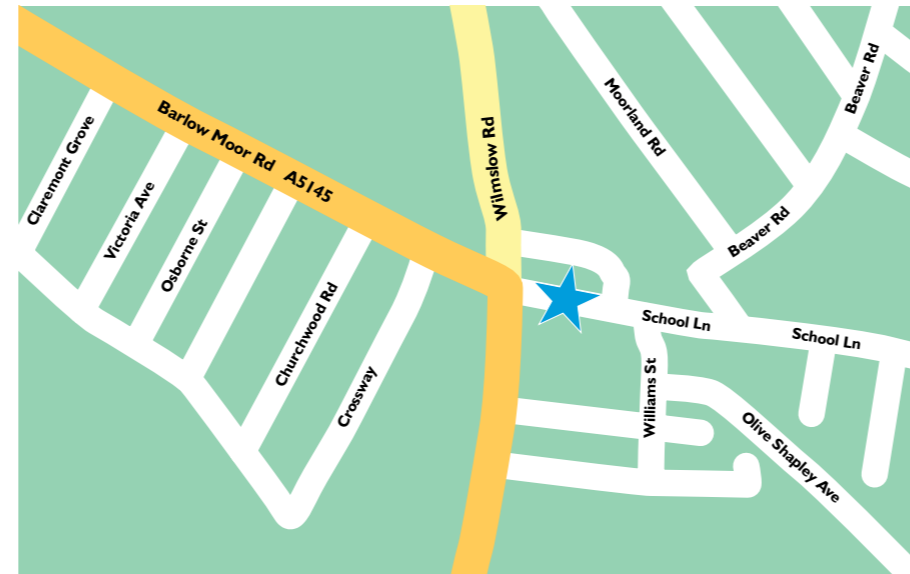 Beaver Rd
Moorland Rd
Barlow Moor Rd A5145
Wilmslow Rd
Claremont Grove
Victoria Ave
Osborne St
Beaver Rd
Churchwood Rd
School Ln
School Ln
Crossway
Williams St
Olive Shapley Ave